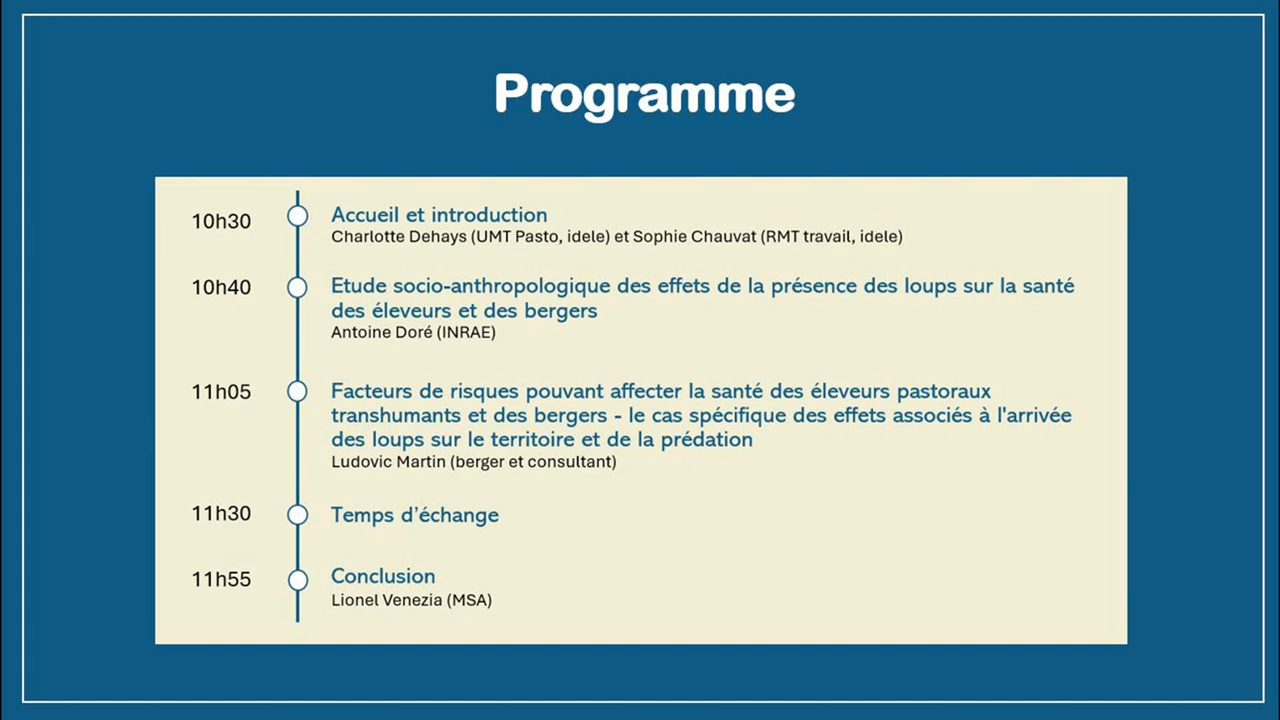 Programme
10h30
Accueil et introduction
Charlotte Dehays (UMT Pasto, idele) et Sophie Chauvat (RMT travail, idele)
10h40
Etude socio-anthropologique des effets de la présence des loups sur la santé
des éleveurs et des bergers
Antoine Doré (INRAE)
11h05
Facteurs de risques pouvant affecter la santé des éleveurs pastoraux
transhumants et des bergers - le cas spécifique des effets associés à l'arrivée
des loups sur le territoire et de la prédation
Ludovic Martin (berger et consultant)
11h30
Temps d’échange
11h55
Conclusion
Lionel Venezia (MSA)